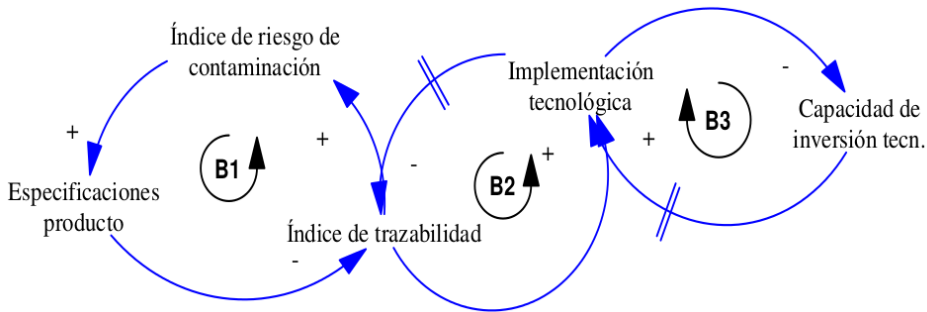 Índice de riesgo de
contaminación
+
B1
+
Especificaciones
producto
-
Índice de trazabilidad
-
B2
+
Implementación
tecnológica
+
B3
-
Capacidad de
inversión tecn.